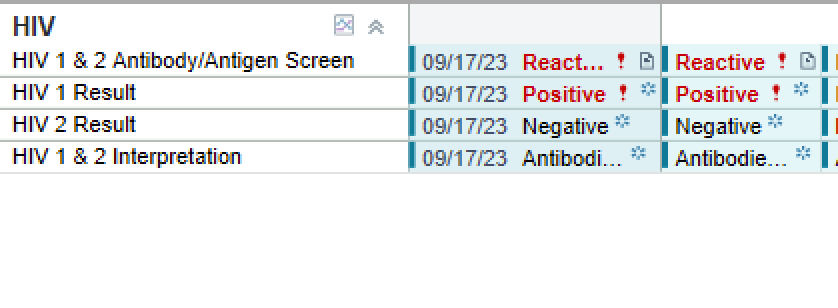 HIV
HIV 1 & 2 Antibody/Antigen Screen 09/17/23 React... ! Reactive !
HIV 1 Result 09/17/23 Positive ! Positive !
HIV 2 Result 09/17/23 Negative Negative
HIV 1 & 2 Interpretation 09/17/23 Antibodi... Antibodie...